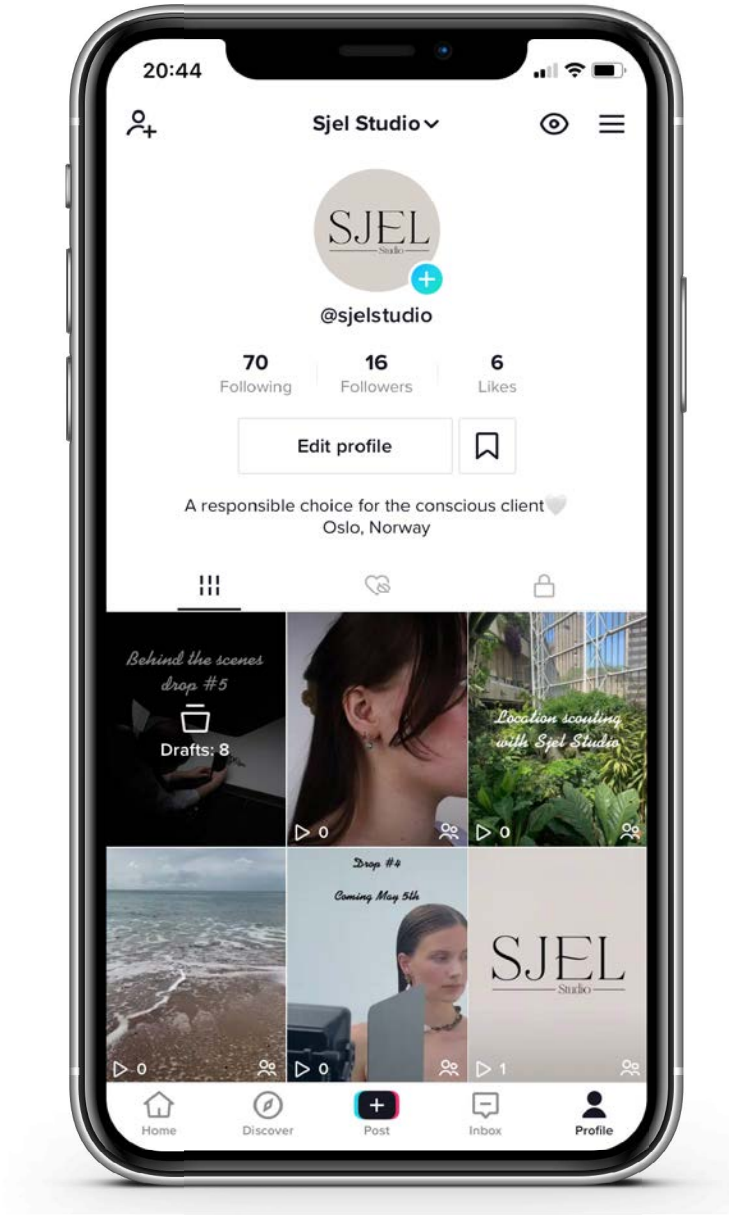 20:44
Sjel Studio
SJEL
Studio
@sjelstudio
70 16 6
Following Followers Likes
Edit profile
A responsible choice for the conscious client🤍
Oslo, Norway
Behind the scenes
drop #5
Drafts: 8
0
Location scouting
with Sjel Studio
0
0
Drop #4
Coming May 5th
0
SJEL
Studio
1
Home Discover Post Inbox Profile